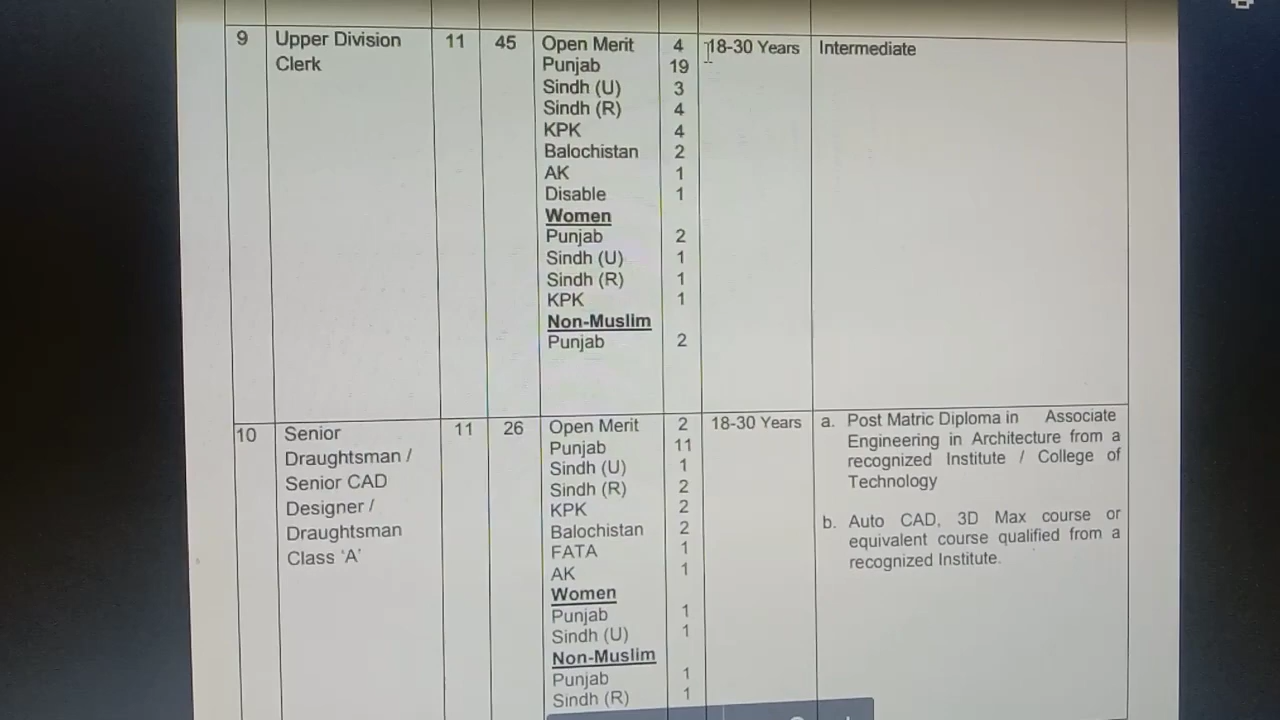 9 Upper Division 11 45 Open Merit 4 18-30 Years Intermediate
Clerk Punjab 19
Sindh (U) 3
Sindh (R) 4
KPK 4
Balochistan 2
AK 1
Disable 1
Women
Punjab 2
Sindh (U) 1
Sindh (R) 1
KPK 1
Non-Muslim
Punjab 2
10 Senior 11 26 Open Merit 2 18-30 Years a. Post Matric Diploma in Associate
Draughtsman / Punjab 11 Engineering in Architecture from a
Senior CAD Sindh (U) 1 recognized Institute / College of
Designer / Sindh (R) 2 Technology
Draughtsman KPK 2 b. Auto CAD, 3D Max course or
Class ‘A’ Balochistan 2 equivalent course qualified from a
FATA 1 recognized Institute.
AK 1
Women
Punjab 1
Sindh (U) 1
Non-Muslim
Punjab 1
Sindh (R) 1